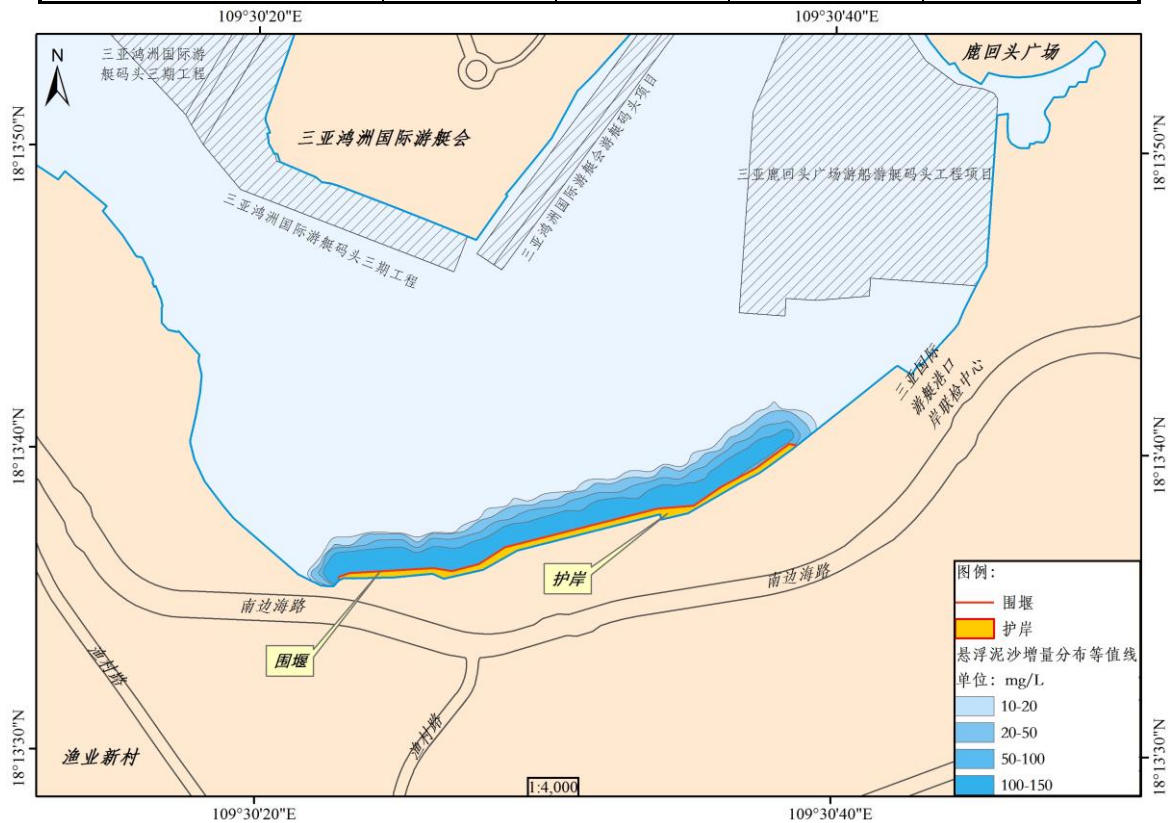 109°30'20"E
109°30'40"E
N
三亚鸿洲国际游
艇码头三期工程
鹿回头广场
18°13'50"N
18°13'50"N
三亚鸿洲国际游艇会
三亚鸿洲国际游艇会游艇码头项目
三亚鹿回头广场游船游艇码头工程项目
三亚鸿洲国际游艇码头三期工程
三亚国际
游艇港口
岸联检中心
18°13'40"N
18°13'40"N
护岸
南边海路
南边海路
围堰
渔村路
渔村路
渔业新村
18°13'30"N
18°13'30"N
图例:
围堰
护岸
悬浮泥沙增量分布等值线
单位: mg/L
10-20
20-50
50-100
100-150
1:4,000
109°30'20"E
109°30'40"E